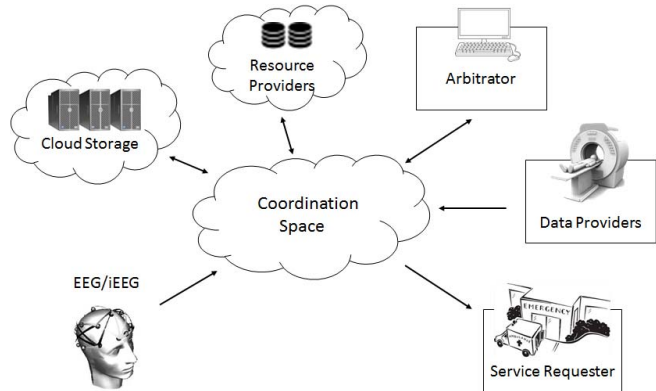 Resource
Providers
Arbitrator
Cloud Storage
Coordination
Space
Data Providers
EEG/iEEG
EMERGENCY
Service Requester